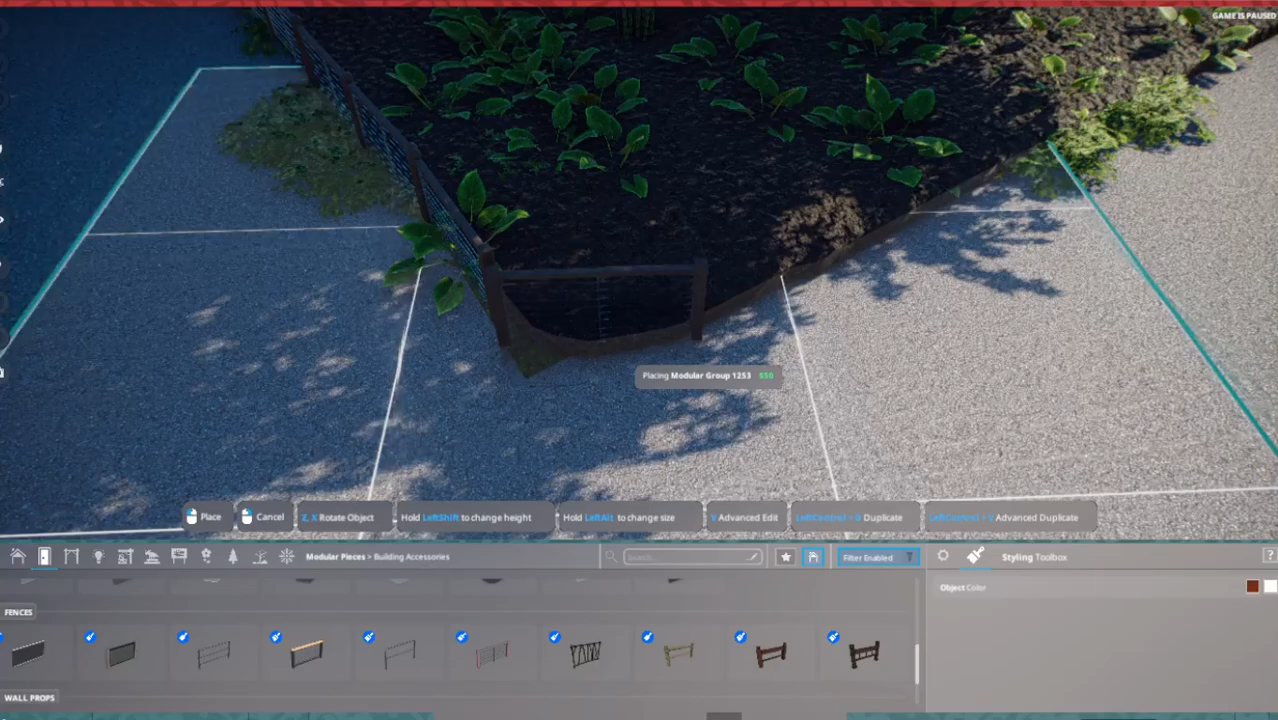 GAME IS PAUSED
Placing Modular Group 1253 $50
Place
Cancel
Z, X Rotate Object
Hold LeftShift to change height
Hold LeftAlt to change size
V Advanced Edit
LeftControl + D Duplicate
LeftControl + V Advanced Duplicate
Modular Pieces > Building Accessories
Search...
Filter Enabled
Styling Toolbox
?
Object Color
FENCES
WALL PROPS